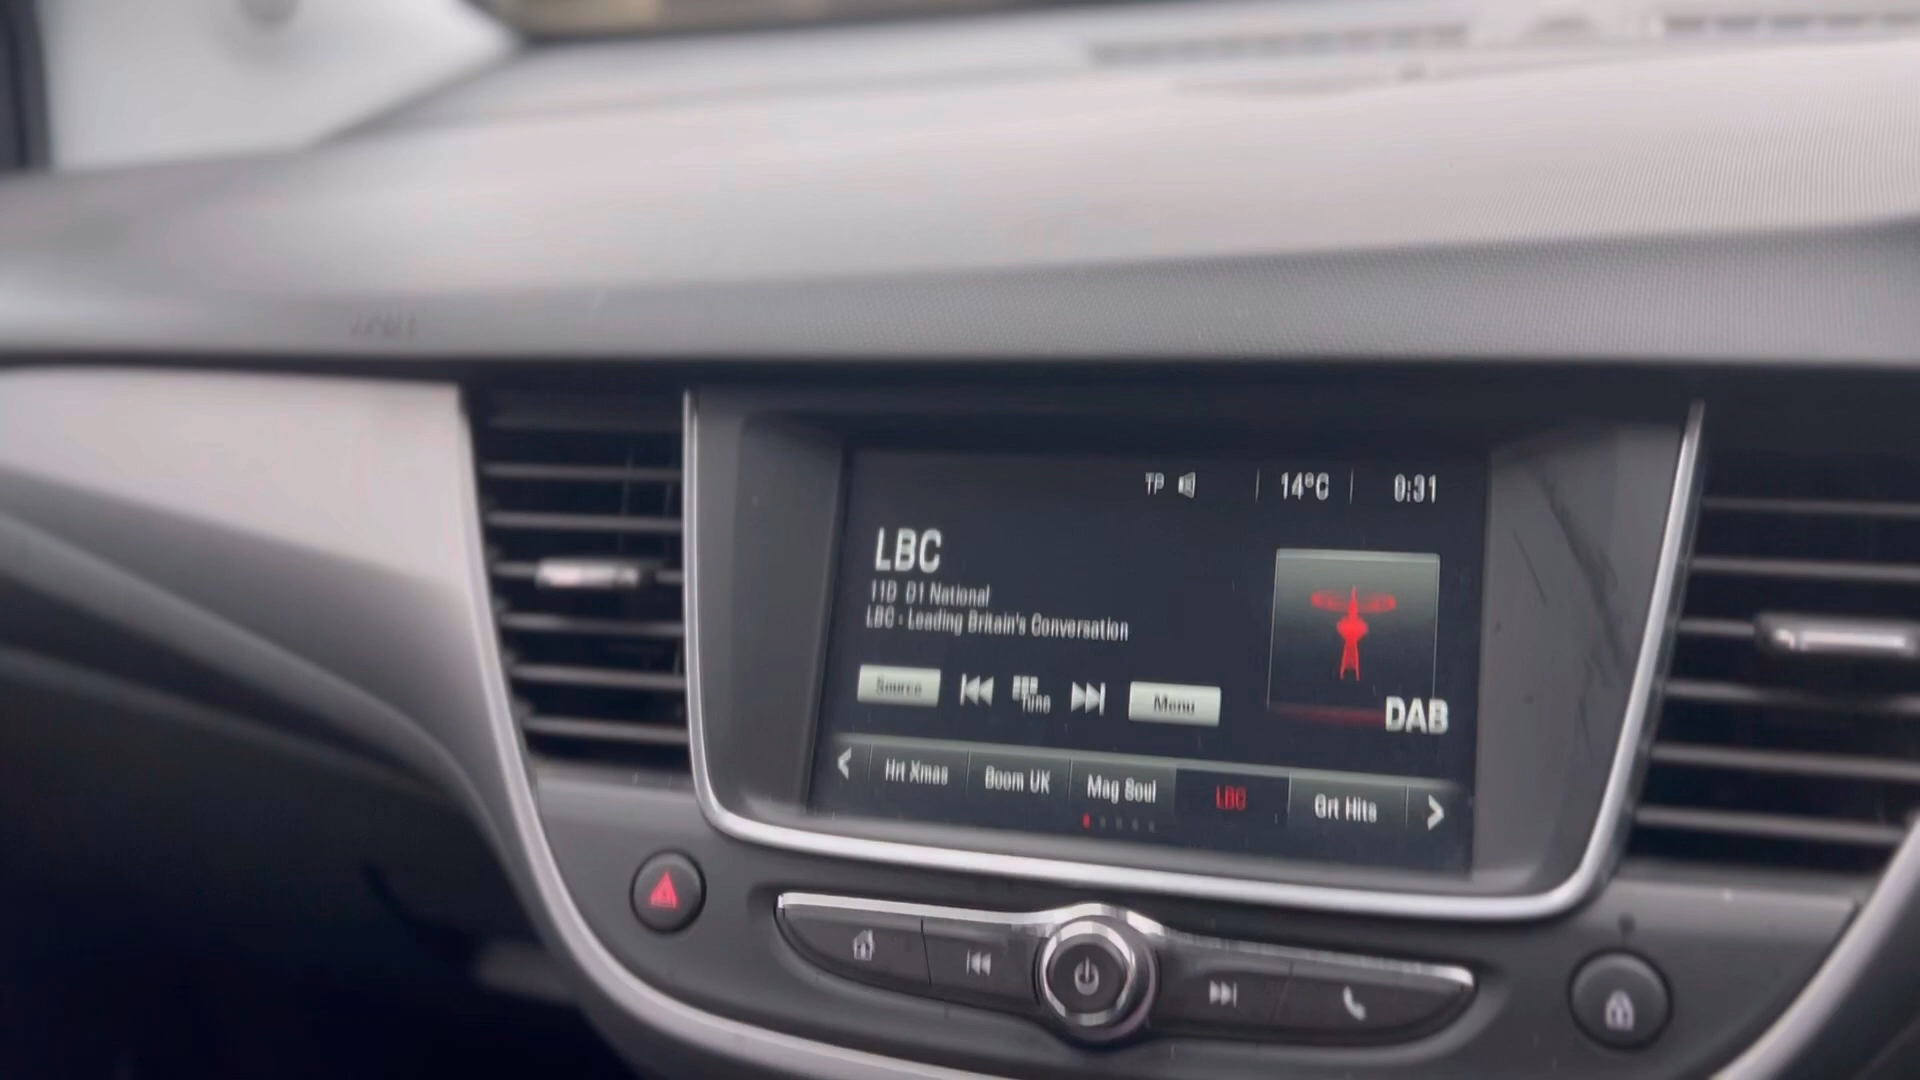 TP 14°C 9:31
LBC
11D D1 National
LBC - Leading Britain's Conversation
Source Tune Menu
DAB
Hrt Xmas Boom UK Mag Soul LBC Grt Hits